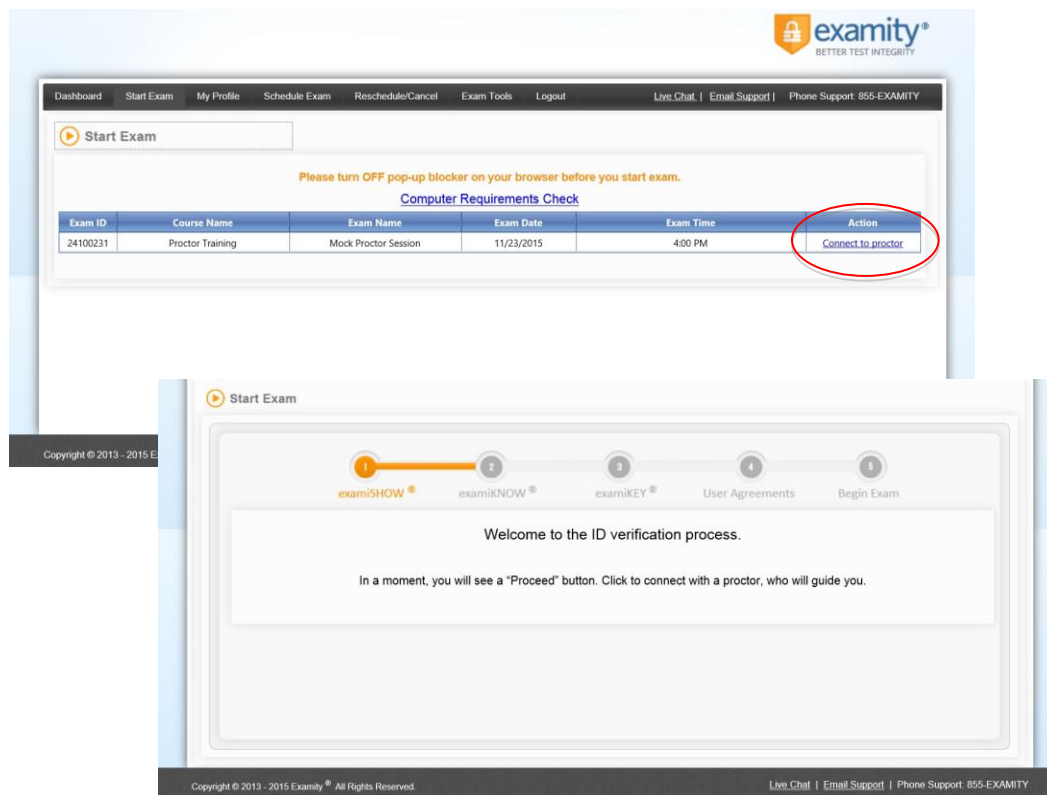 examity®
BETTER TEST INTEGRITY
Dashboard Start Exam My Profile Schedule Exam Reschedule/Cancel Exam Tools Logout Live Chat | Email Support | Phone Support: 855-EXAMITY
Start Exam
Please turn OFF pop-up blocker on your browser before you start exam.
Computer Requirements Check
Exam ID Course Name Exam Name Exam Date Exam Time Action
24100231 Proctor Training Mock Proctor Session 11/23/2015 4:00 PM Connect to proctor
Copyright © 2013 - 2015 E
Start Exam
1 2 3 4 5
examiSHOW ® examiKNOW ® examiKEY ® User Agreements Begin Exam
Welcome to the ID verification process.
In a moment, you will see a "Proceed" button. Click to connect with a proctor, who will guide you.
Copyright © 2013 - 2015 Examity ® All Rights Reserved. Live Chat | Email Support | Phone Support: 855-EXAMITY